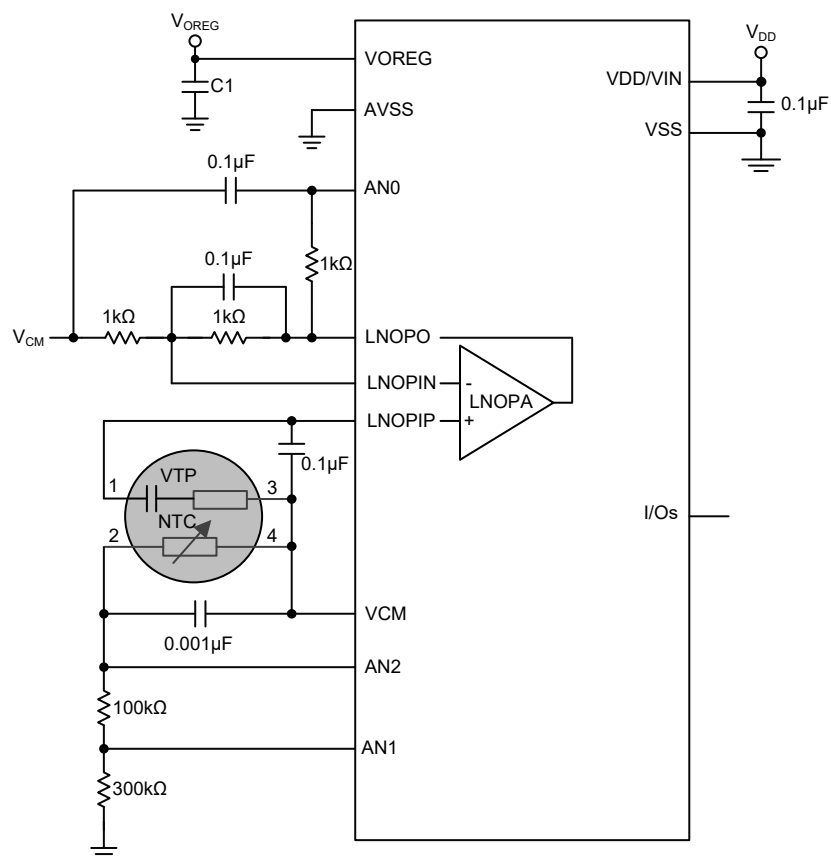 VOREG
VOREG
C1
AVSS
VDD
VDD/VIN
0.1µF
VSS
0.1µF
AN0
1kΩ
0.1µF
1kΩ
1kΩ
VCM
LNOPO
LNOPIN
-
LNOPA
LNOPIP
+
0.1µF
1
VTP
3
NTC
2
4
I/Os
0.001µF
VCM
AN2
100kΩ
AN1
300kΩ